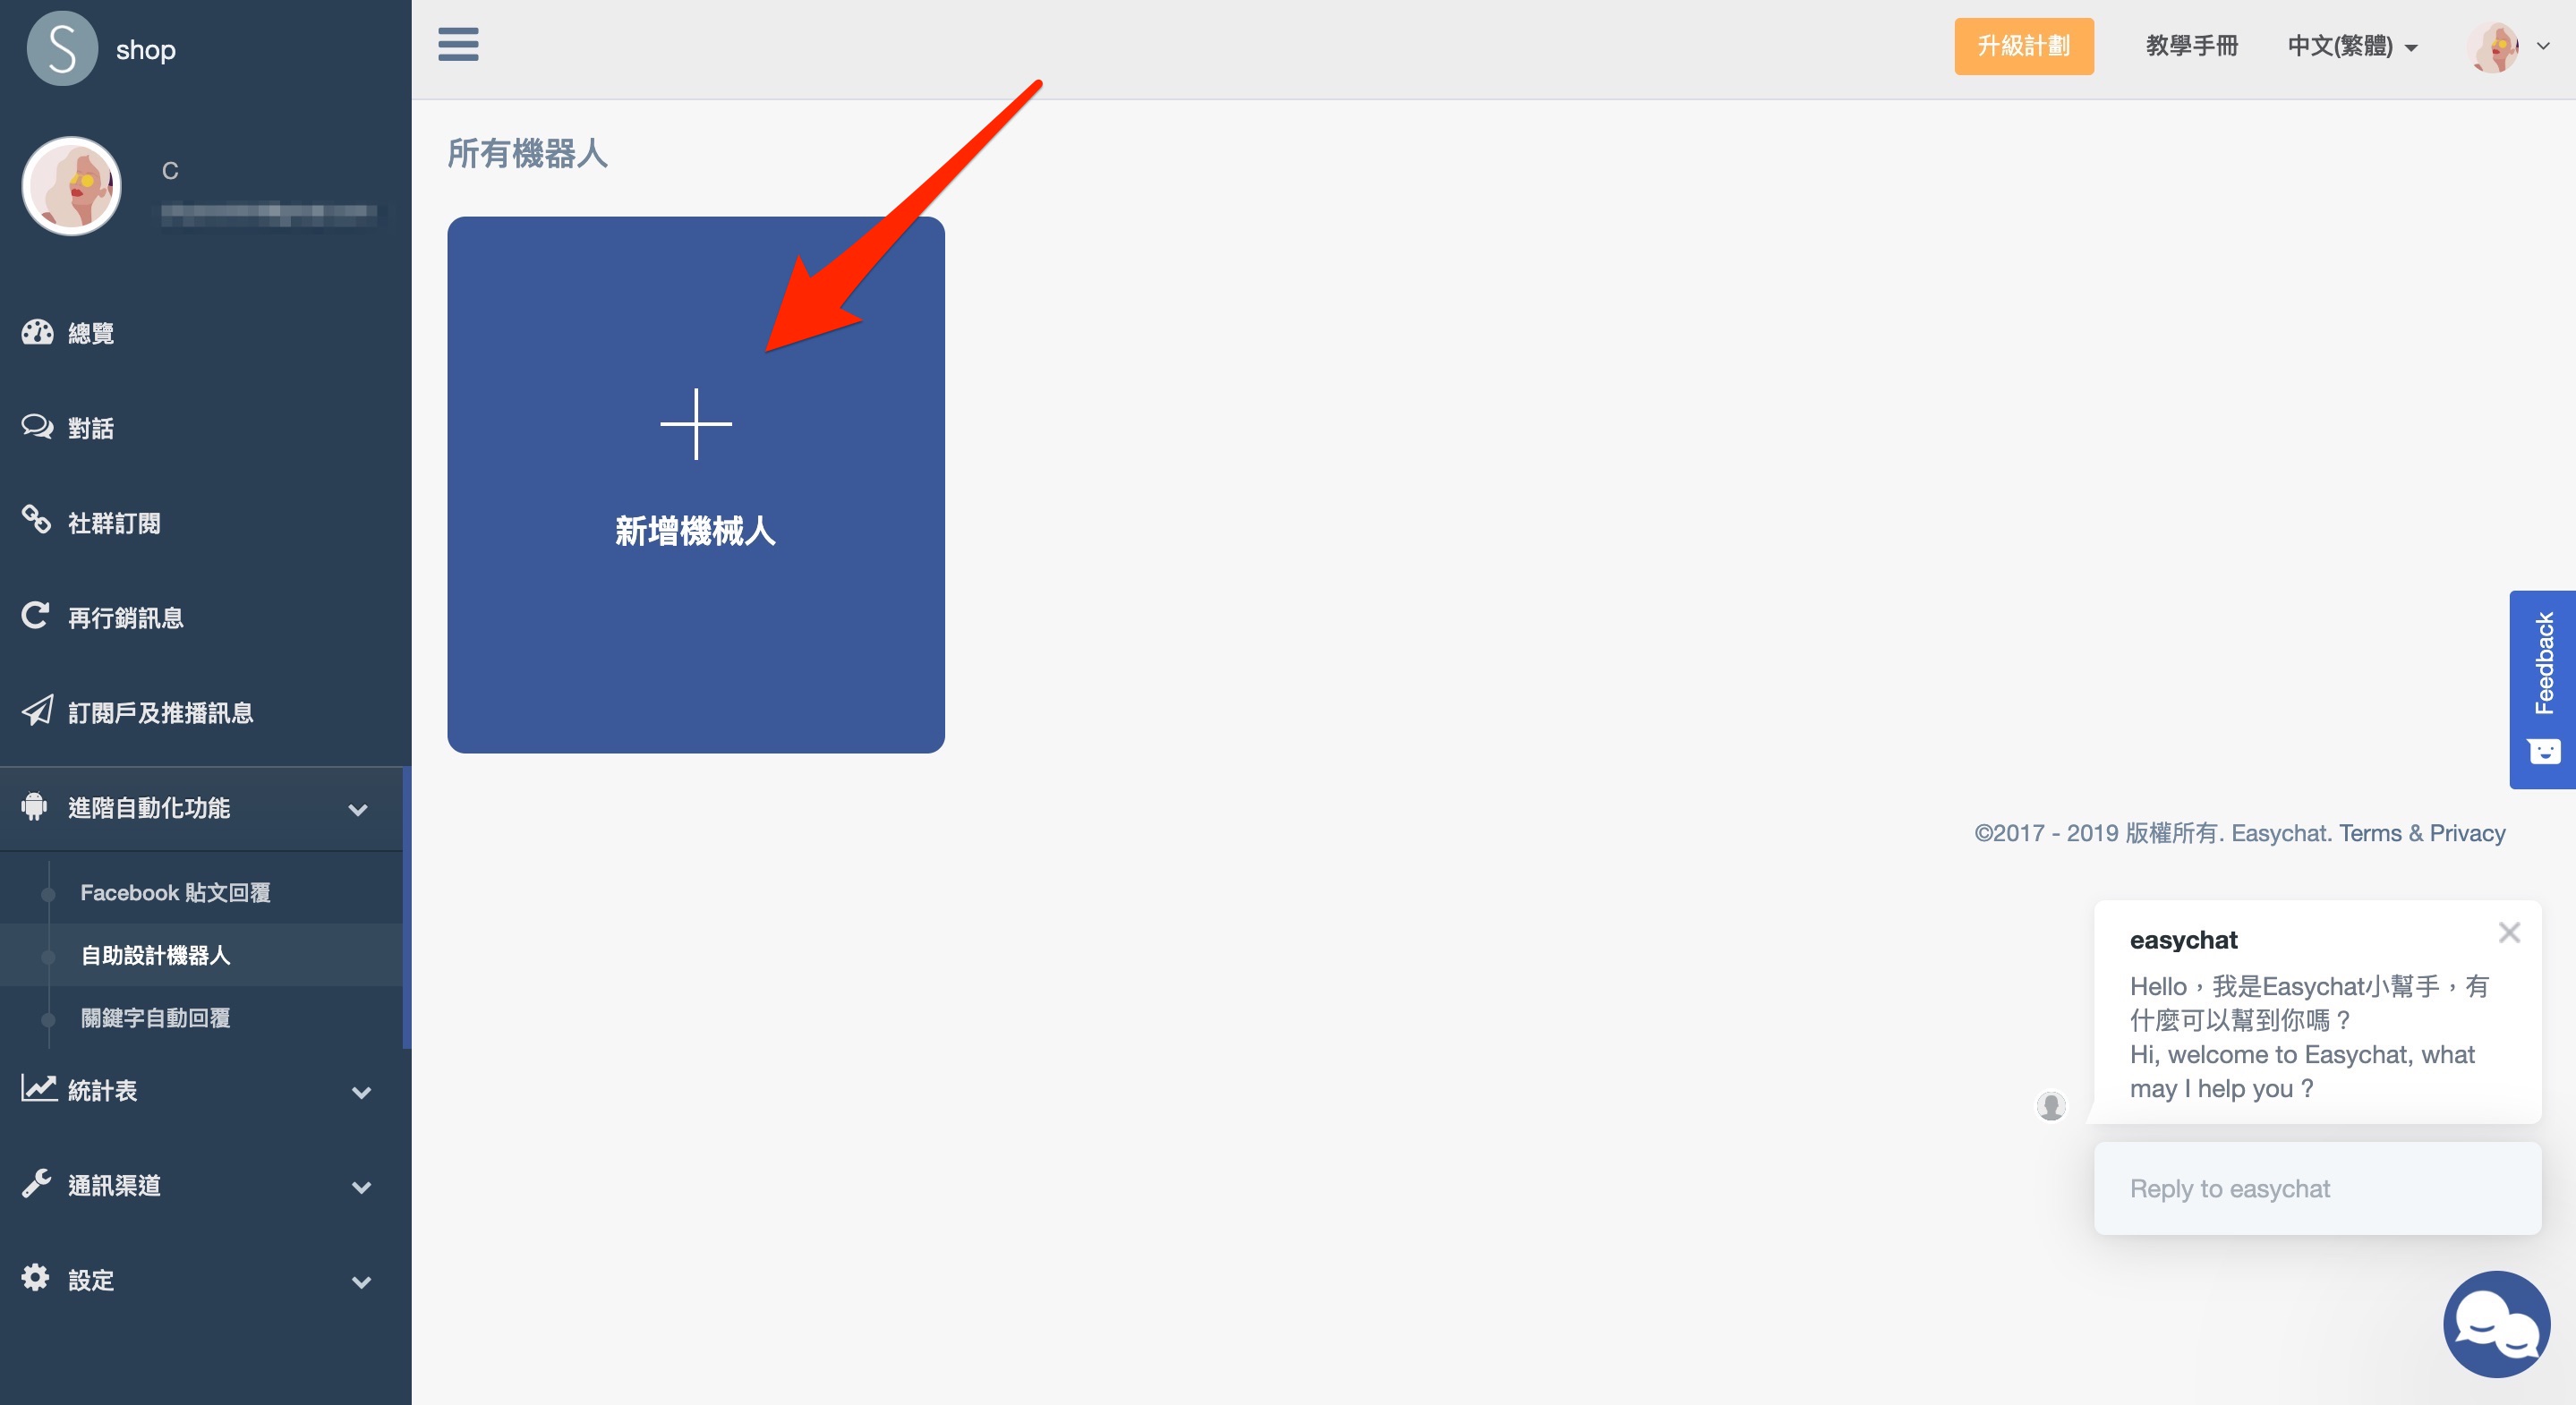 S shop
升級計劃 教學手冊 中文(繁體)
C
所有機器人
總覽
對話
社群訂閱
再行銷訊息
訂閱戶及推播訊息
進階自動化功能
Facebook 貼文回覆
自助設計機器人
關鍵字自動回覆
統計表
通訊渠道
設定
新增機械人
Feedback
©2017 - 2019 版權所有. Easychat. Terms & Privacy
easychat
Hello，我是Easychat小幫手，有
什麼可以幫到你嗎？
Hi, welcome to Easychat, what
may I help you ?
Reply to easychat